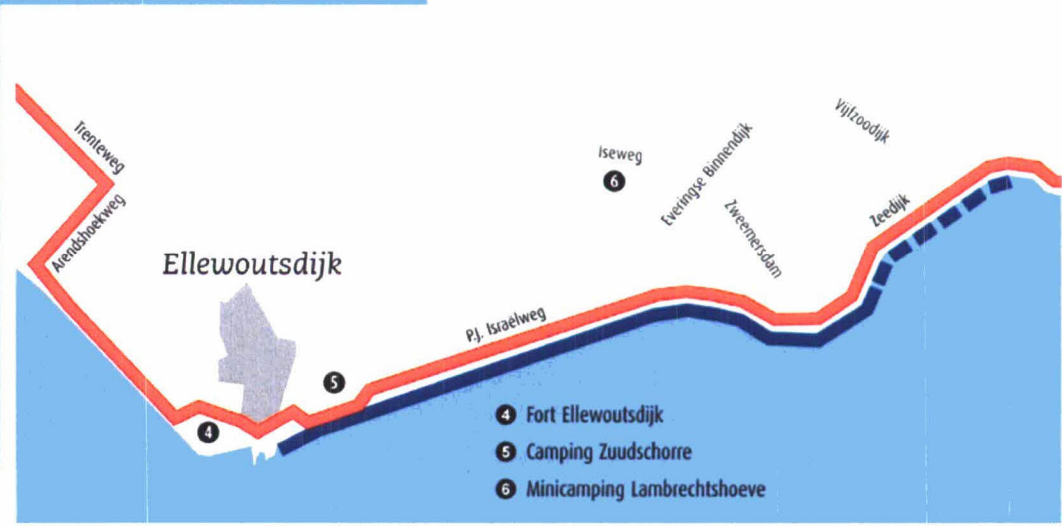 Trenteweg
Arendshoekweg
Ellewoutsdijk
Iseweg
6
Everingse Binnendijk
Vijfzoodijk
Zweemersdam
Zeedijk
P.J. Israëlweg
5
4
4 Fort Ellewoutsdijk
5 Camping Zuudschorre
6 Minicamping Lambrechtshoeve